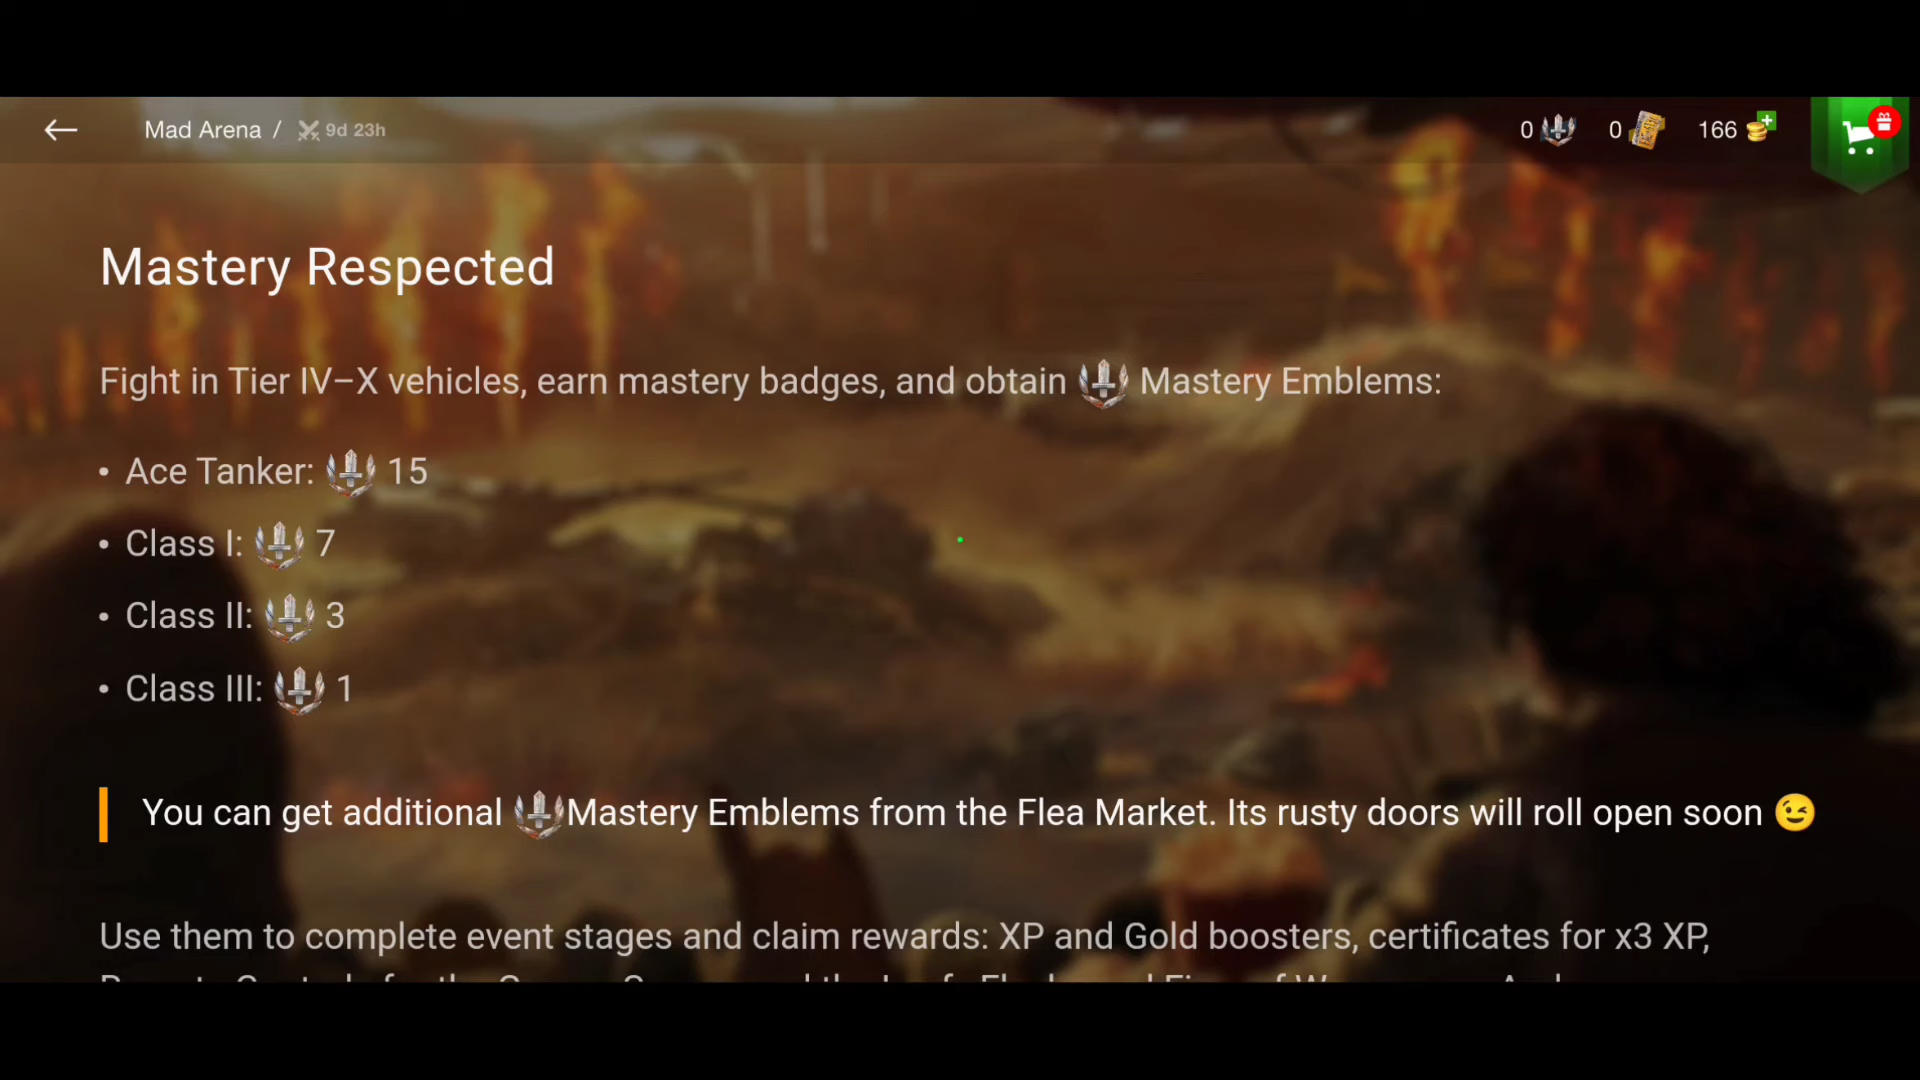 Mad Arena / 9d 23h 0 0 166
Mastery Respected
Fight in Tier IV–X vehicles, earn mastery badges, and obtain Mastery Emblems:
• Ace Tanker: 15
• Class I: 7
• Class II: 3
• Class III: 1
You can get additional Mastery Emblems from the Flea Market. Its rusty doors will roll open soon 😉
Use them to complete event stages and claim rewards: XP and Gold boosters, certificates for x3 XP,